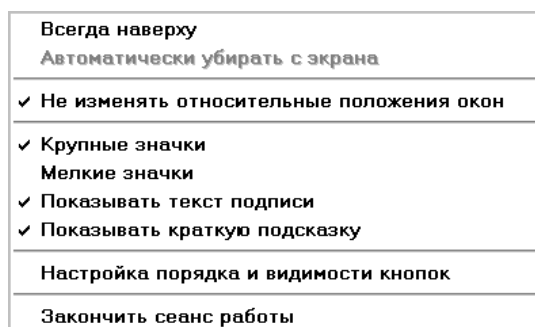 Всегда наверху
Автоматически убирать с экрана
Не изменять относительные положения окон
Крупные значки
Мелкие значки
Показывать текст подписи
Показывать краткую подсказку
Настройка порядка и видимости кнопок
Закончить сеанс работы